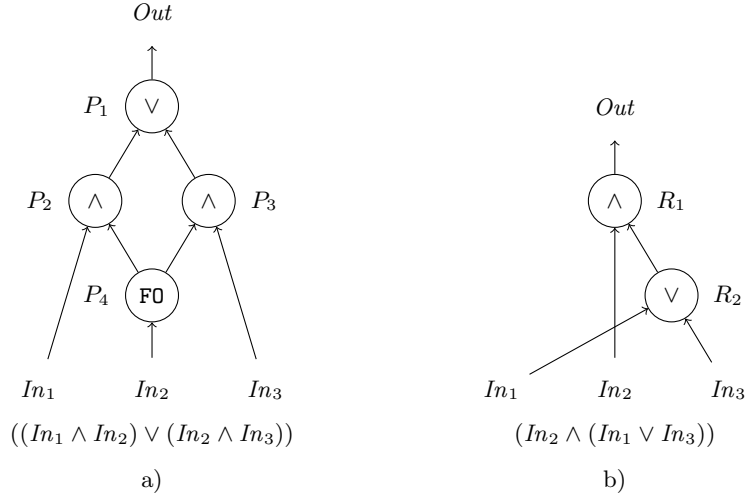 Out
P₁ ∨
P₂ ∧ ∧ P₃
P₄ FO
In₁ In₂ In₃
((In₁ ∧ In₂) ∨ (In₂ ∧ In₃))
a)
Out
∧ R₁
∨ R₂
In₁ In₂ In₃
(In₂ ∧ (In₁ ∨ In₃))
b)